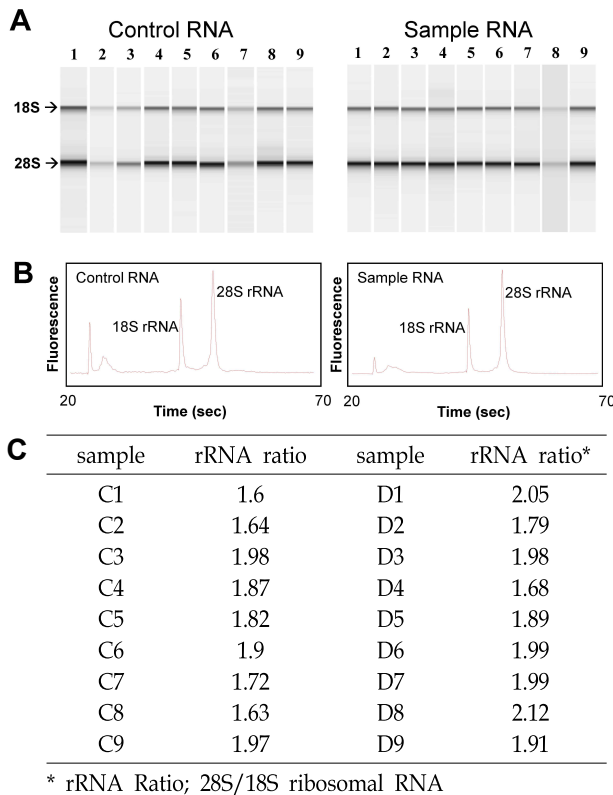 A
Control RNA
Sample RNA
1 2 3 4 5 6 7 8 9
1 2 3 4 5 6 7 8 9
18S →
28S →
B
Fluorescence
Control RNA
18S rRNA
28S rRNA
20
70
Time (sec)
Fluorescence
Sample RNA
18S rRNA
28S rRNA
20
70
Time (sec)
C
sample rRNA ratio sample rRNA ratio*
C1 1.6 D1 2.05
C2 1.64 D2 1.79
C3 1.98 D3 1.98
C4 1.87 D4 1.68
C5 1.82 D5 1.89
C6 1.9 D6 1.99
C7 1.72 D7 1.99
C8 1.63 D8 2.12
C9 1.97 D9 1.91
* rRNA Ratio; 28S/18S ribosomal RNA